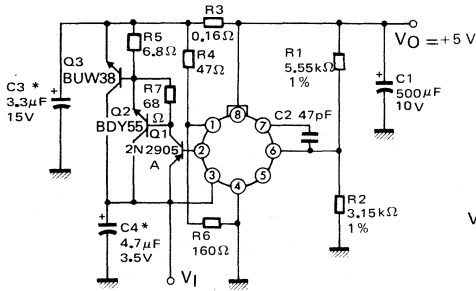 R3
0.16Ω
Vo = +5 V
R5
6.8Ω
R4
47Ω
R1
5.55kΩ
1%
Q3
BUW38
C3 *
3.3µF
15V
+
R7
68
Ω
Q2
BDY55
Q1
2N 2905
A
C2 47pF
+
C1
500µF
10V
1
8
7
2
6
3
4
5
R2
3.15kΩ
1%
+
C4*
4.7µF
3.5V
R6
160Ω
VI
V